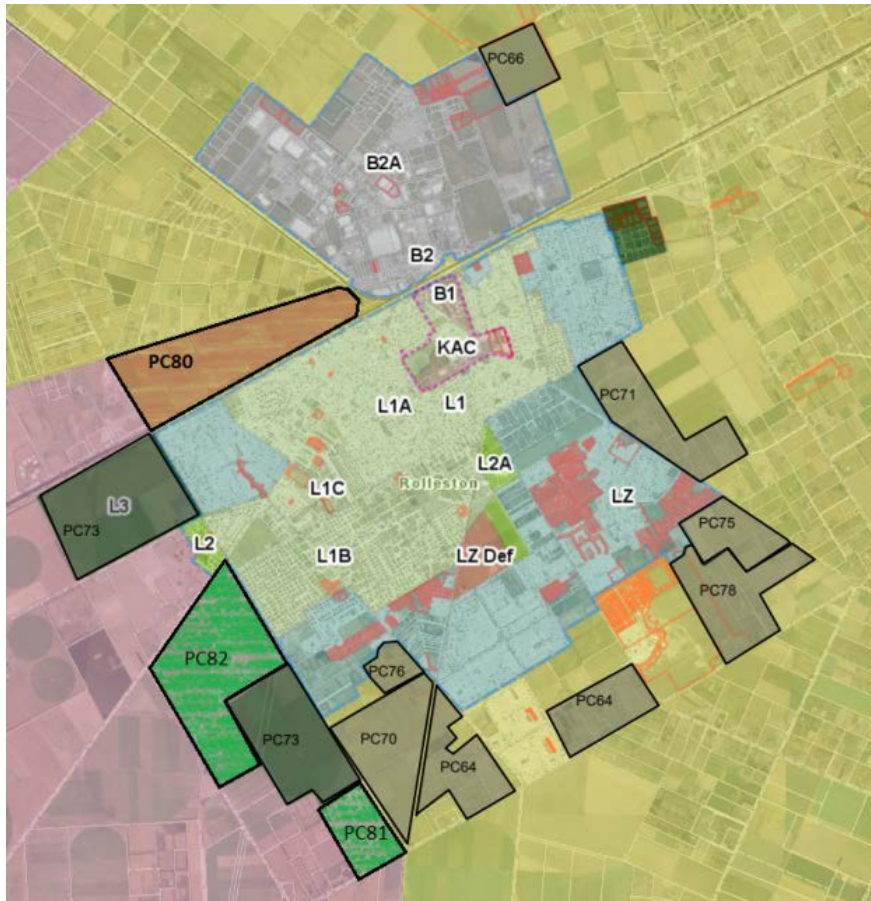 PC66
B2A
B2
B1
KAC
PC80
L1A
L1
PC71
L2A
L1C
Rolleston
LZ
L3
PC73
PC75
L2
L1B
LZ Def
PC78
PC82
PC76
PC64
PC73
PC70
PC64
PC81